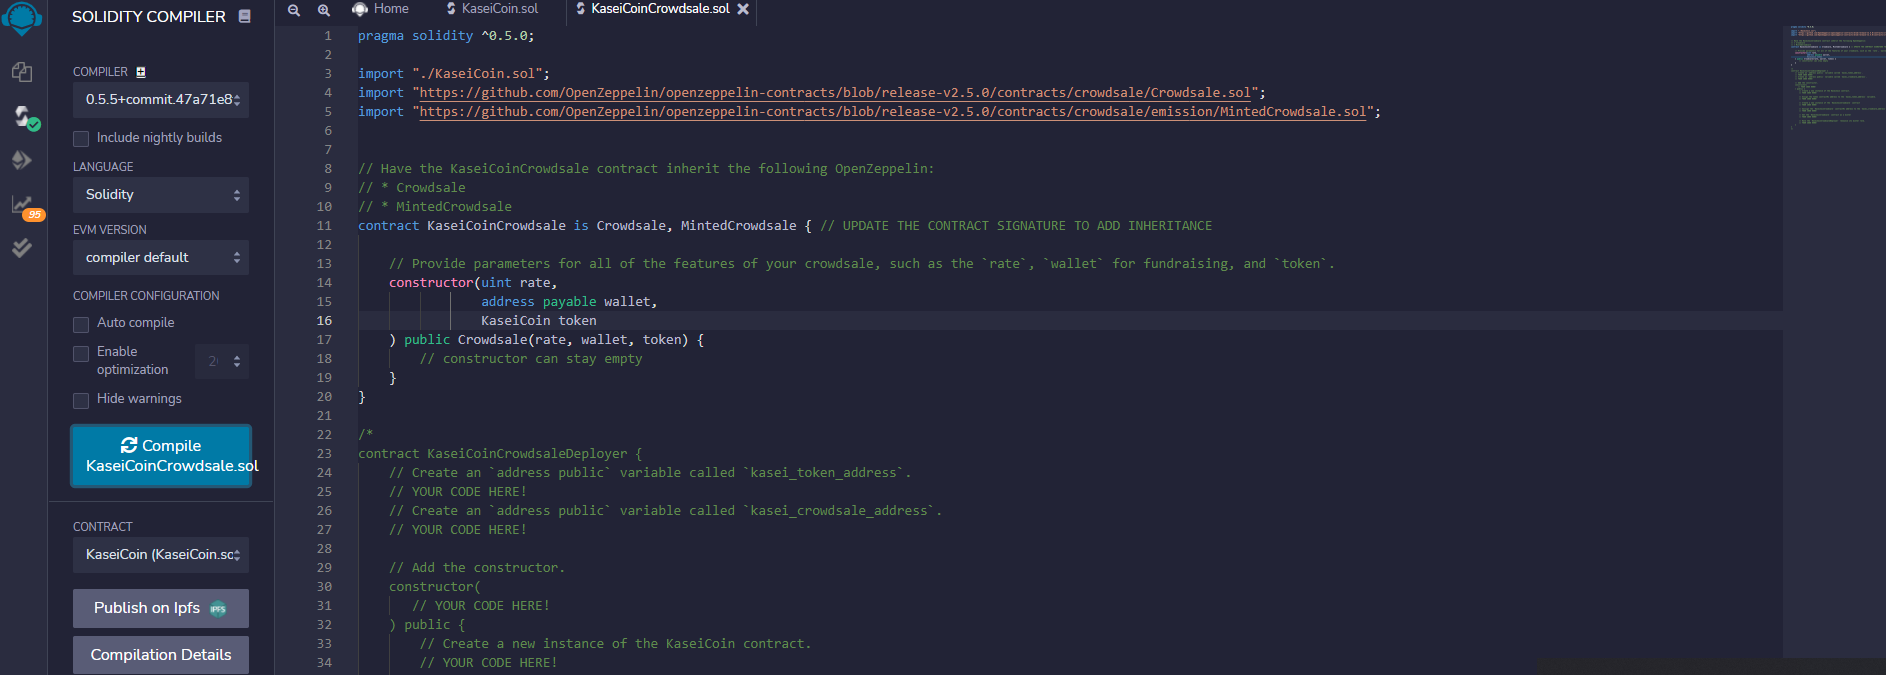 SOLIDITY COMPILER
COMPILER
0.5.5+commit.47a71e8
Include nightly builds
LANGUAGE
Solidity
EVM VERSION
compiler default
COMPILER CONFIGURATION
Auto compile
Enable optimization
Hide warnings
Compile
KaseiCoinCrowdsale.sol
CONTRACT
KaseiCoin (KaseiCoin.sc
Publish on Ipfs IPFS
Compilation Details
95
Home KaseiCoin.sol KaseiCoinCrowdsale.sol
1 pragma solidity ^0.5.0;
2
3 import "./KaseiCoin.sol";
4 import "https://github.com/OpenZeppelin/openzeppelin-contracts/blob/release-v2.5.0/contracts/crowdsale/Crowdsale.sol";
5 import "https://github.com/OpenZeppelin/openzeppelin-contracts/blob/release-v2.5.0/contracts/crowdsale/emission/MintedCrowdsale.sol";
6
7
8 // Have the KaseiCoinCrowdsale contract inherit the following OpenZeppelin:
9 // * Crowdsale
10 // * MintedCrowdsale
11 contract KaseiCoinCrowdsale is Crowdsale, MintedCrowdsale { // UPDATE THE CONTRACT SIGNATURE TO ADD INHERITANCE
12
13 // Provide parameters for all of the features of your crowdsale, such as the `rate`, `wallet` for fundraising, and `token`.
14 constructor(uint rate,
15 address payable wallet,
16 KaseiCoin token
17 ) public Crowdsale(rate, wallet, token) {
18 // constructor can stay empty
19 }
20 }
21
22 /*
23 contract KaseiCoinCrowdsaleDeployer {
24 // Create an `address public` variable called `kasei_token_address`.
25 // YOUR CODE HERE!
26 // Create an `address public` variable called `kasei_crowdsale_address`.
27 // YOUR CODE HERE!
28
29 // Add the constructor.
30 constructor(
31 // YOUR CODE HERE!
32 ) public {
33 // Create a new instance of the KaseiCoin contract.
34 // YOUR CODE HERE!